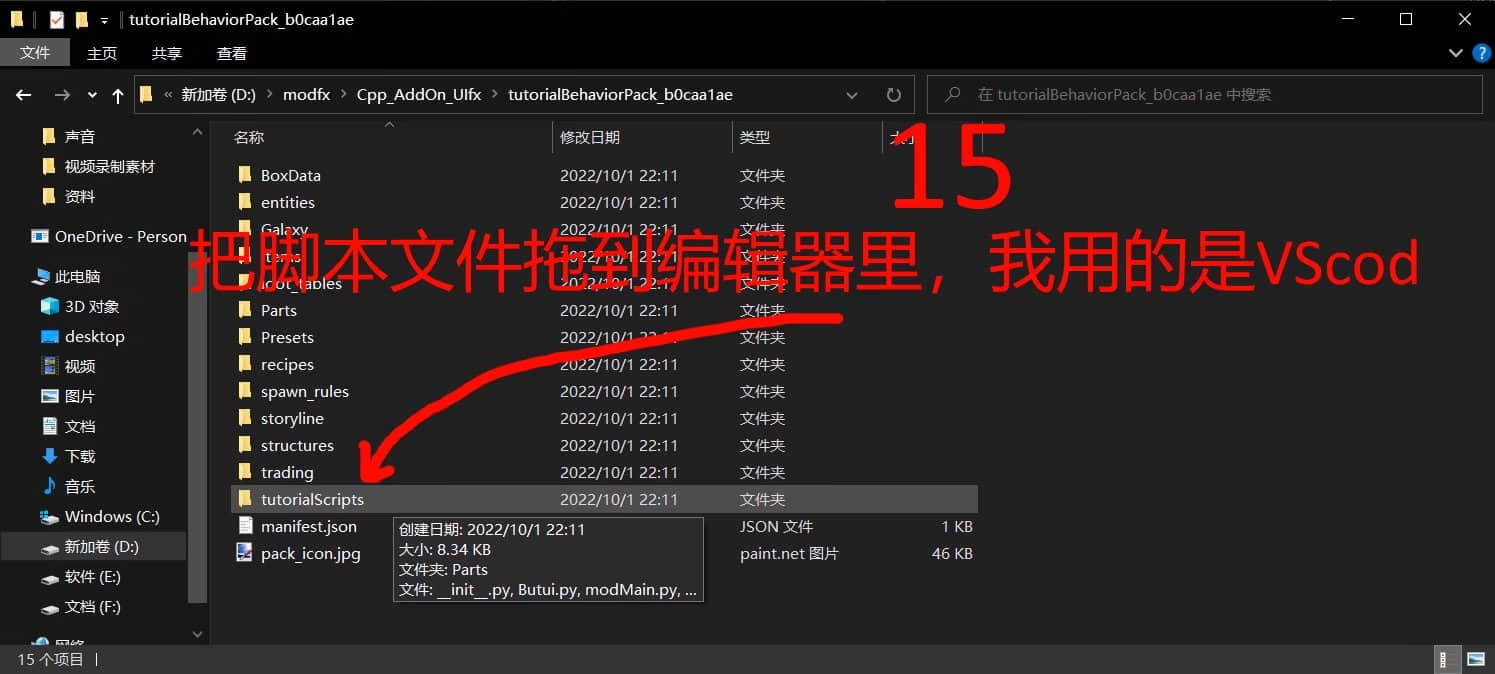 tutorialBehaviorPack_b0caa1ae
文件 主页 共享 查看
« 新加卷 (D:) > modfx > Cpp_AddOn_UIfx > tutorialBehaviorPack_b0caa1ae
在 tutorialBehaviorPack_b0caa1ae 中搜索
声音
视频录制素材
资料
OneDrive - Person
此电脑
3D 对象
desktop
视频
图片
文档
下载
音乐
Windows (C:)
新加卷 (D:)
软件 (E:)
文档 (F:)
网络
名称 修改日期 类型 大小
BoxData 2022/10/1 22:11 文件夹
entities 2022/10/1 22:11 文件夹
Galaxy 2022/10/1 22:11 文件夹
items 2022/10/1 22:11 文件夹
loot_tables 2022/10/1 22:11 文件夹
Parts 2022/10/1 22:11 文件夹
Presets 2022/10/1 22:11 文件夹
recipes 2022/10/1 22:11 文件夹
spawn_rules 2022/10/1 22:11 文件夹
storyline 2022/10/1 22:11 文件夹
structures 2022/10/1 22:11 文件夹
trading 2022/10/1 22:11 文件夹
tutorialScripts 2022/10/1 22:11 文件夹
manifest.json JSON 文件 1 KB
pack_icon.jpg paint.net 图片 46 KB
创建日期: 2022/10/1 22:11
大小: 8.34 KB
文件夹: Parts
文件: __init__.py, Butui.py, modMain.py, ...
15
把脚本文件拖到编辑器里，我用的是VScod
15 个项目